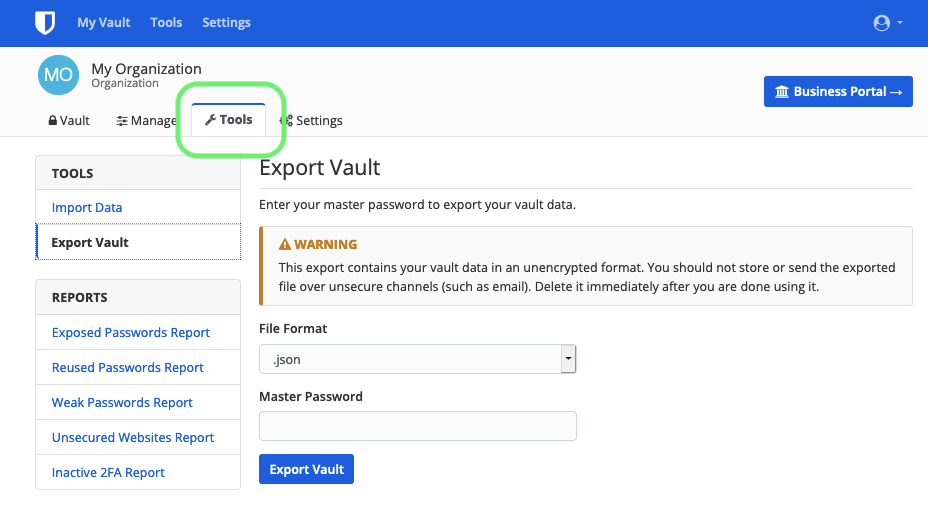 My Vault Tools Settings
MO
My Organization
Organization
Business Portal →
Vault Manage Tools Settings
TOOLS
Import Data
Export Vault
REPORTS
Exposed Passwords Report
Reused Passwords Report
Weak Passwords Report
Unsecured Websites Report
Inactive 2FA Report
Export Vault
Enter your master password to export your vault data.
WARNING
This export contains your vault data in an unencrypted format. You should not store or send the exported
file over unsecure channels (such as email). Delete it immediately after you are done using it.
File Format
.json
Master Password
Export Vault